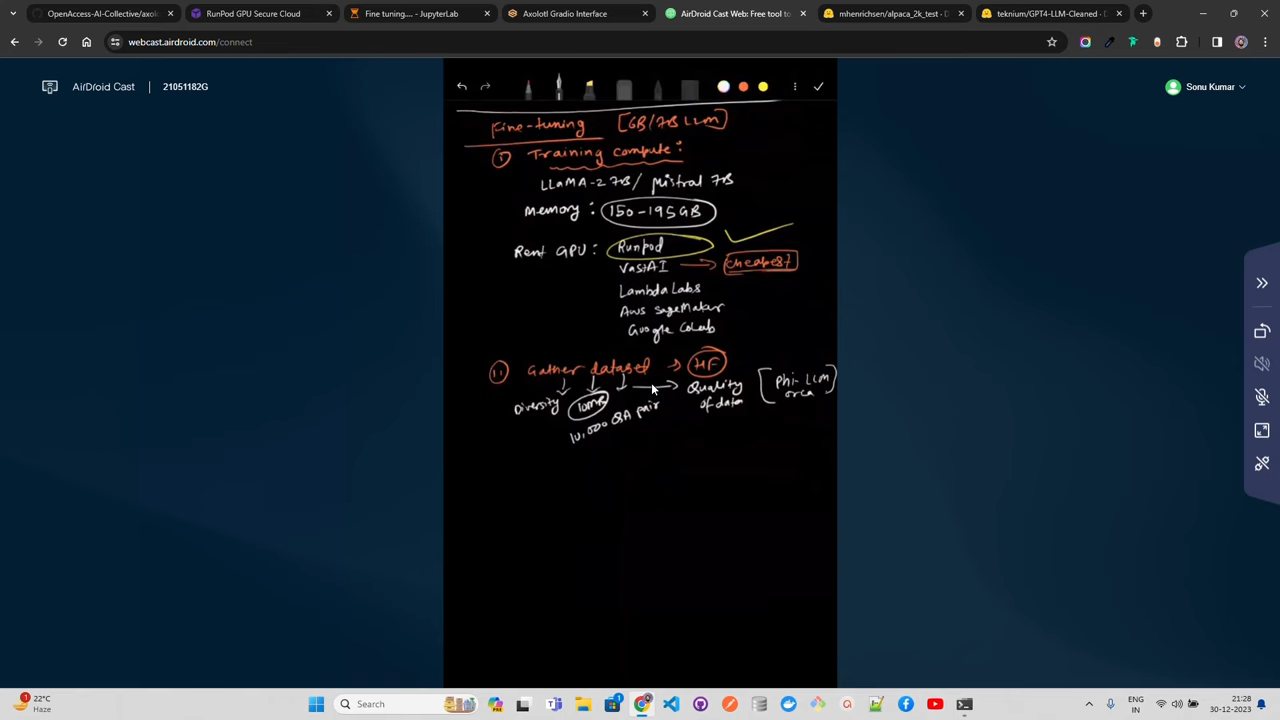 OpenAccess-AI-Collective/axolo
RunPod GPU Secure Cloud
Fine tuning.... - JupyterLab
Axolotl Gradio Interface
AirDroid Cast Web: Free tool to
mhenrichsen/alpaca_2k_test · D
teknium/GPT4-LLM-Cleaned · D
webcast.airdroid.com/connect
AirDroid Cast
21051182G
Sonu Kumar
Fine-tuning [6B/7B LLM]
I Training compute:
LLaMA-2 7B/ Mistral 7B
Memory: 150-195GB
Rent GPU: Runpod
VastAI → cheapest
LambdaLabs
Aws SageMaker
Google Colab
II Gather dataset → HF
Diversity 10MB Quality of data [Phi-LLM orca]
10,000 Q&A pair
22°C
Haze
1
Search
1
ENG
IN
21:28
30-12-2023